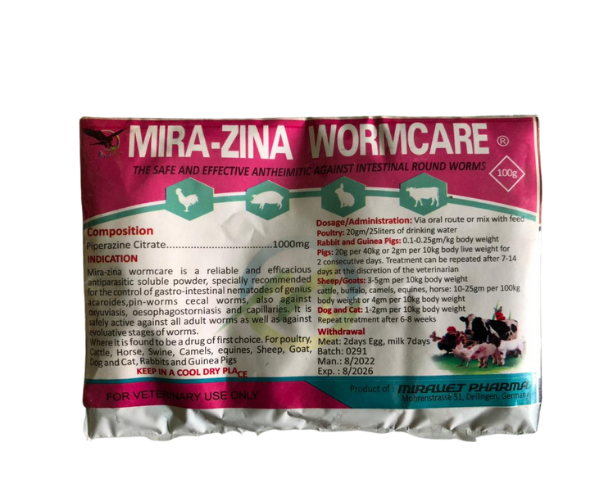 MIRA-ZINA WORMCARE ®
THE SAFE AND EFFECTIVE ANTHEIMITIC AGAINST INTESTINAL ROUND WORMS
100g
Composition
Piperazine Citrate............................1000mg
INDICATION
Mira-zina wormcare is a reliable and efficacious
antiparasitic soluble powder, specially recommended
for the control of gastro-intestinal nematodes of genius
acaroides,pin-worms cecal worms, also against
oxyuviasis, oesophagostorniasis and capillaries. It is
safely active against all adult worms as well as against
evoluative stages of worms.
Where it is found to be a drug of first choice. For poultry,
Cattle, Horse, Swine, Camels, equines, Sheep, Goat,
Dog and Cat, Rabbits and Guinea Pigs
KEEP IN A COOL DRY PLACE
FOR VETERINARY USE ONLY
Dosage/Administration: Via oral route or mix with feed
Poultry: 20gm/25liters of drinking water
Rabbit and Guinea Pigs: 0.1-0.25gm/kg body weight
Pigs: 20g per 40kg or 2gm per 10kg body live weight for
2 consecutive days. Treatment can be repeated after 7-14
days at the discretion of the veterinarian
Sheep/Goats: 3-5gm per 10kg body weight
cattle, buffalo, camels, equines, horse: 10-25gm per 100kg
body weight or 4gm per 10kg body weight
Dog and Cat: 1-2gm per 10kg body weight
Repeat treatment after 6-8 weeks
Withdrawal
Meat: 2days Egg, milk 7days
Batch: 0291
Man.: 8/2022
Exp. : 8/2026
Product of : MIRAVET PHARMA
Mohrenstrasse 51, Dellingen, Germany